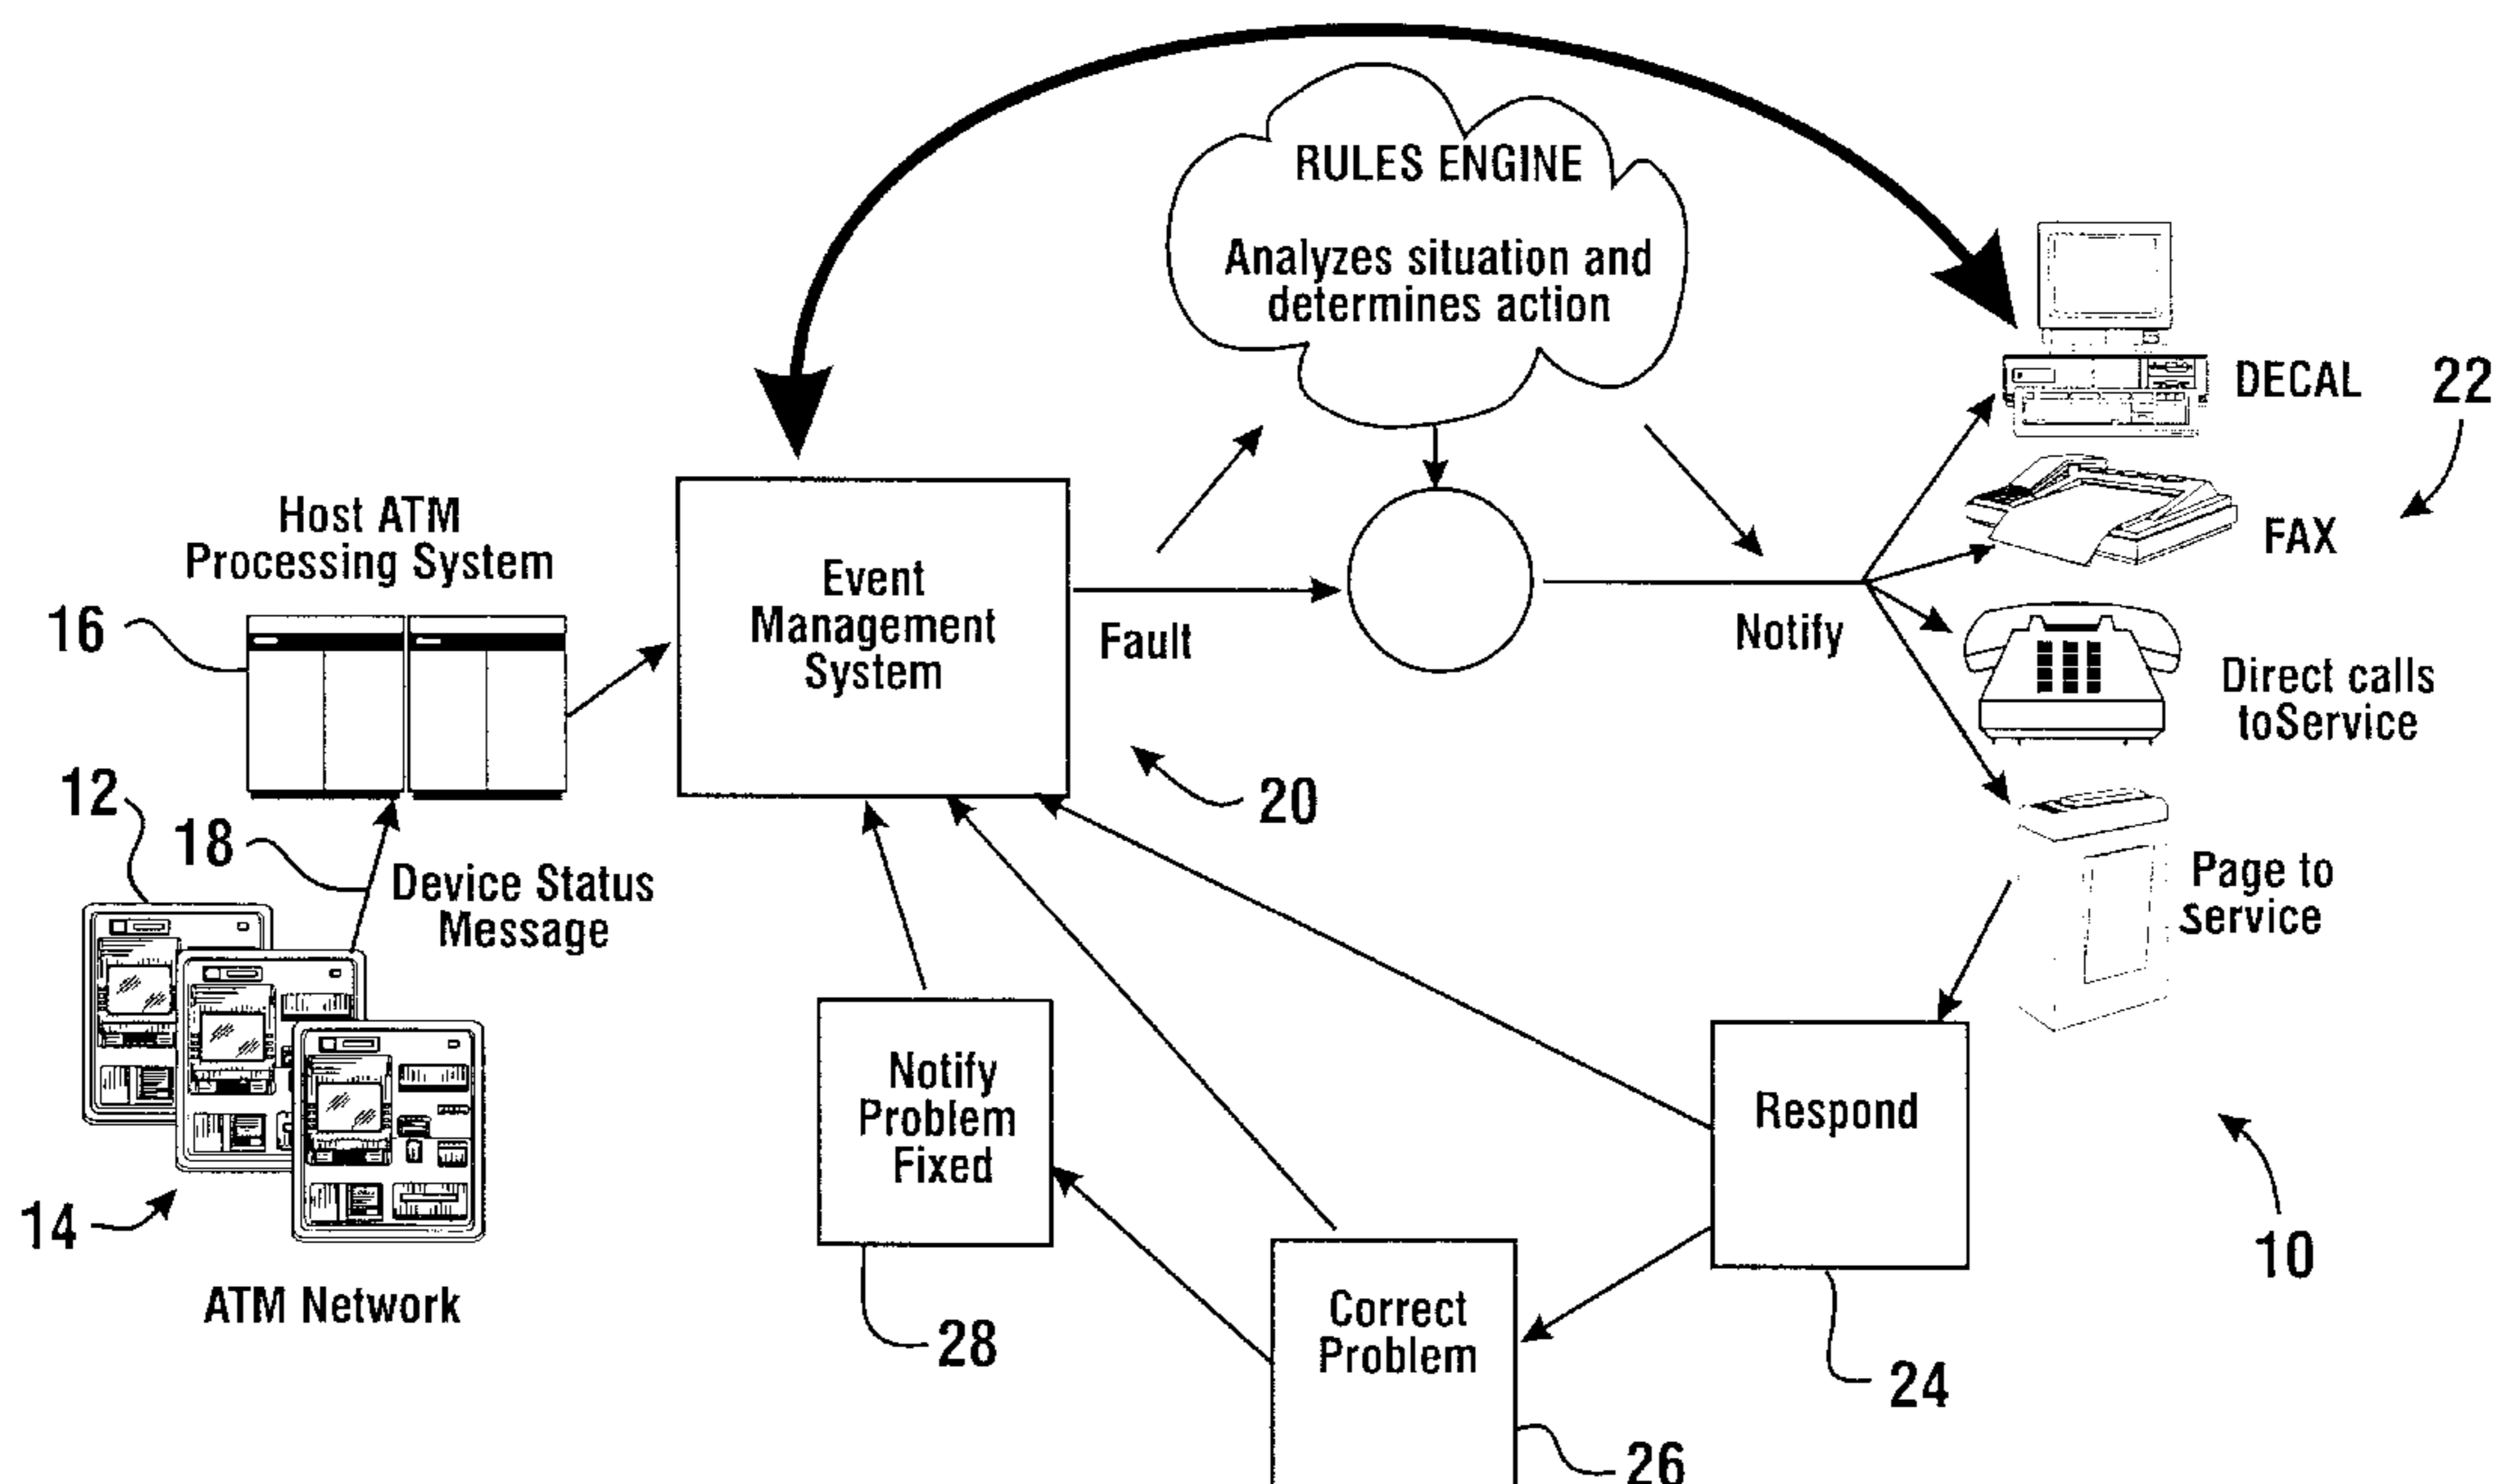 RULES ENGINE
Analyzes situation and
determines action
DECAL
22
FAX
Host ATM
Processing System
16
Event
Management
System
Fault
Notify
Direct calls
toService
12
18
20
Device Status
Message
Page to
service
14
ATM Network
Notify
Problem
Fixed
28
Respond
10
Correct
Problem
24
26